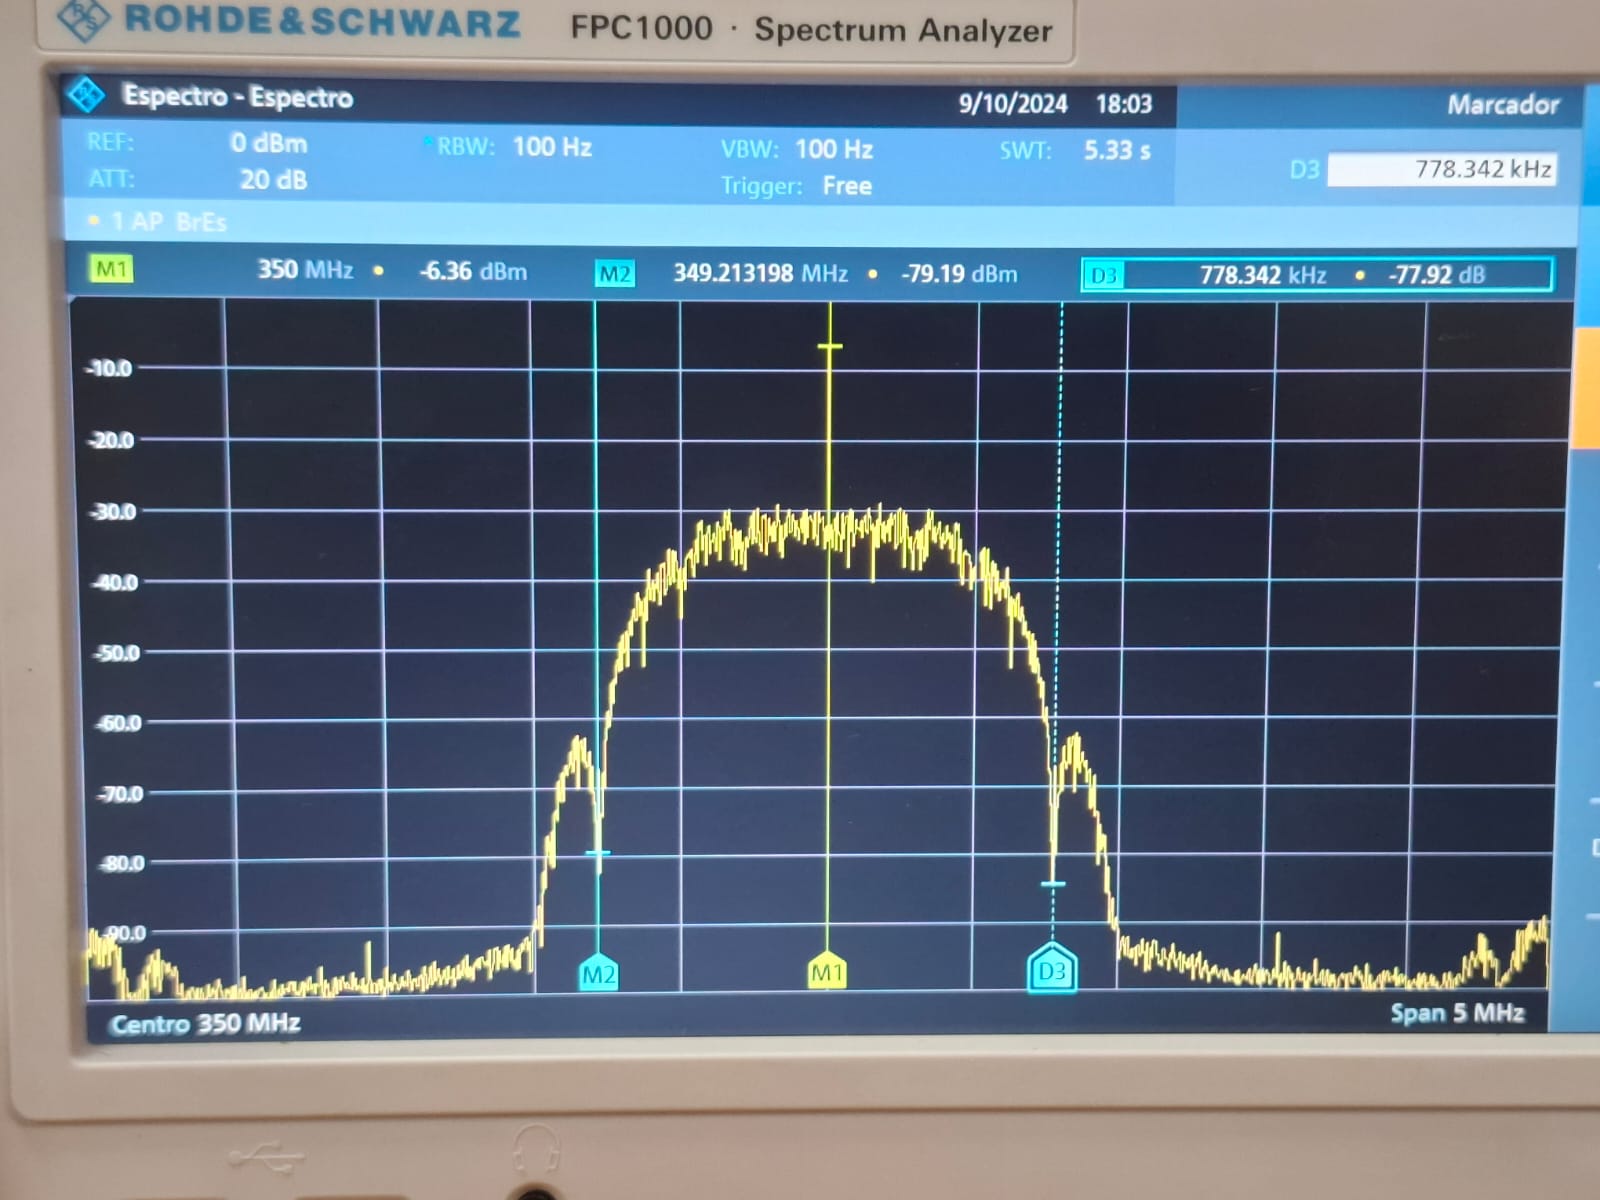 ROHDE & SCHWARZ FPC1000 · Spectrum Analyzer
Espectro - Espectro 9/10/2024 18:03 Marcador
REF: 0 dBm RBW: 100 Hz VBW: 100 Hz SWT: 5.33 s D3 778.342 kHz
ATT: 20 dB Trigger: Free
1 AP BrEs
M1 350 MHz • -6.36 dBm M2 349.213198 MHz • -79.19 dBm D3 778.342 kHz • -77.92 dB
-10.0
-20.0
-30.0
-40.0
-50.0
-60.0
-70.0
-80.0
-90.0
M2 M1 D3
Centro 350 MHz Span 5 MHz